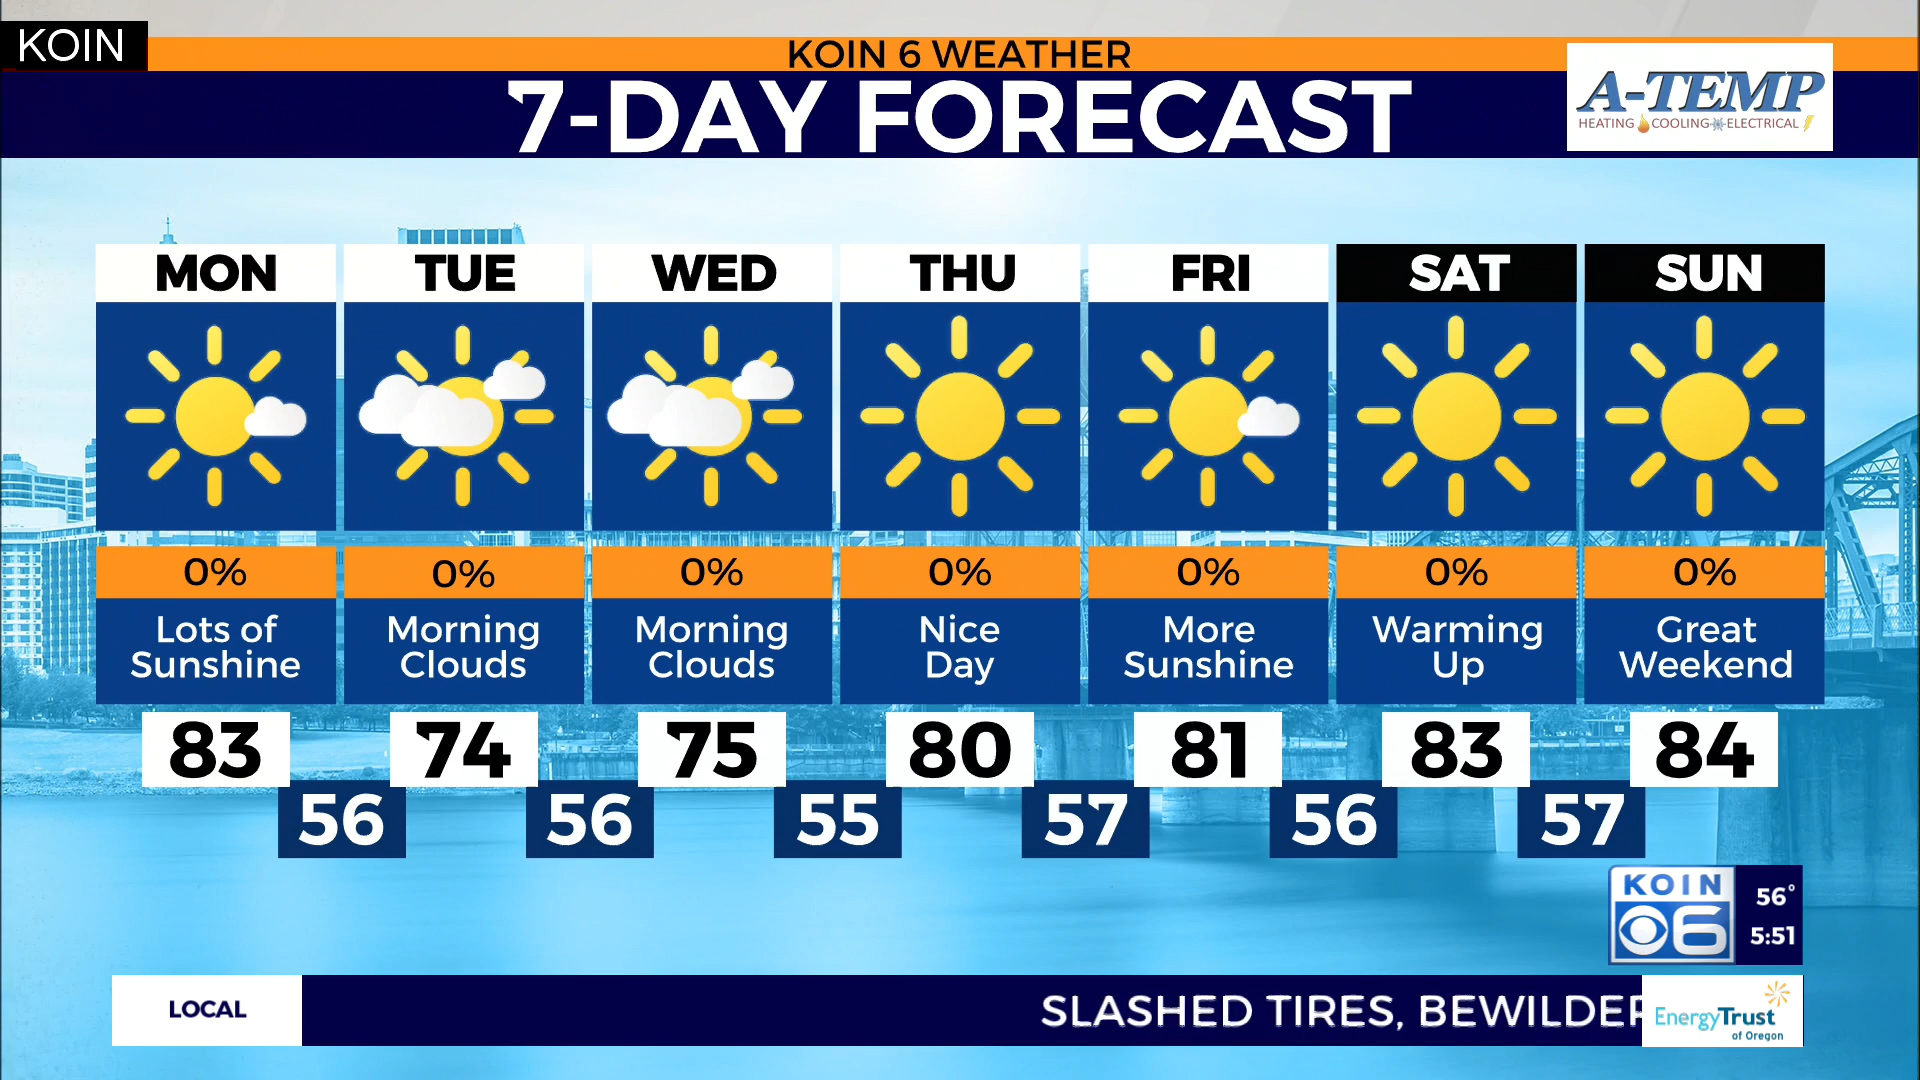 KOIN
KOIN 6 WEATHER
7-DAY FORECAST
A-TEMP
HEATING COOLING ELECTRICAL
MON TUE WED THU FRI SAT SUN
0% 0% 0% 0% 0% 0% 0%
Lots of Sunshine
Morning Clouds
Morning Clouds
Nice Day
More Sunshine
Warming Up
Great Weekend
83 74 75 80 81 83 84
56 56 55 57 56 57
KOIN 6
56°
5:51
LOCAL
SLASHED TIRES, BEWILDER
EnergyTrust
of Oregon